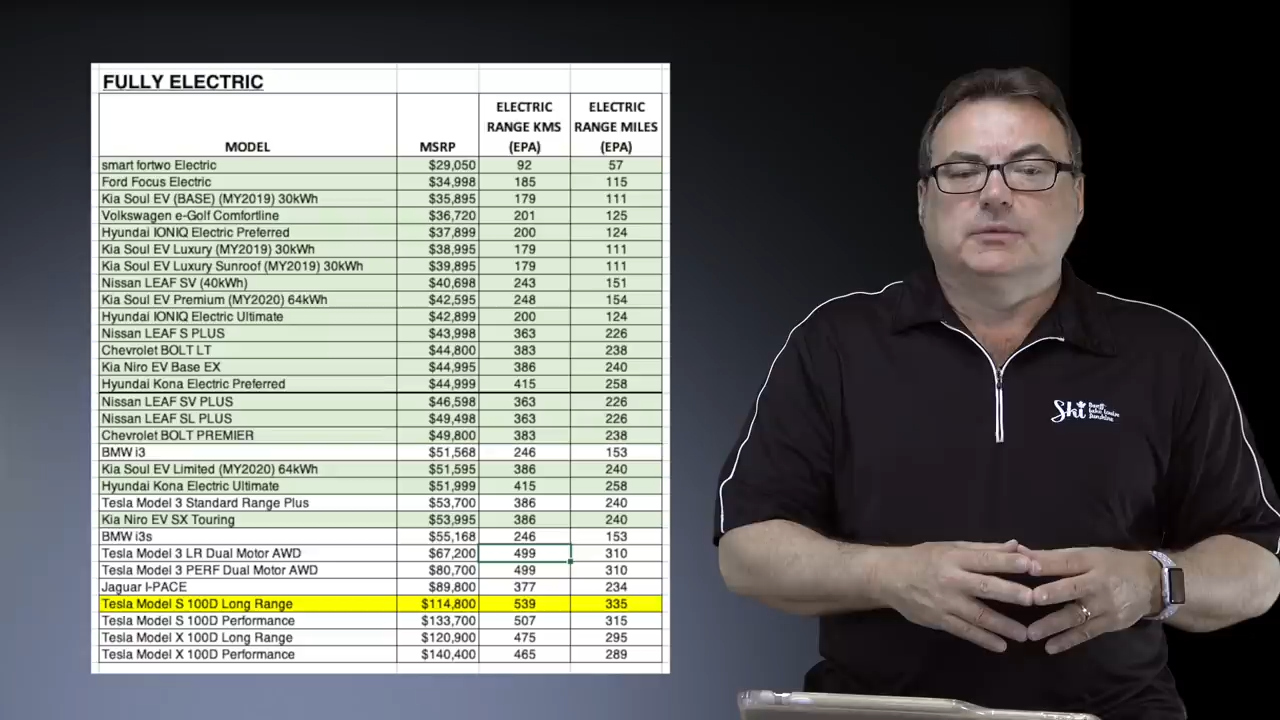 FULLY ELECTRIC
MODEL MSRP ELECTRIC RANGE KMS (EPA) ELECTRIC RANGE MILES (EPA)
smart fortwo Electric $29,050 92 57
Ford Focus Electric $34,998 185 115
Kia Soul EV (BASE) (MY2019) 30kWh $35,895 179 111
Volkswagen e-Golf Comfortline $36,720 201 125
Hyundai IONIQ Electric Preferred $37,899 200 124
Kia Soul EV Luxury (MY2019) 30kWh $38,995 179 111
Kia Soul EV Luxury Sunroof (MY2019) 30kWh $39,895 179 111
Nissan LEAF SV (40kWh) $40,698 243 151
Kia Soul EV Premium (MY2020) 64kWh $42,595 248 154
Hyundai IONIQ Electric Ultimate $42,899 200 124
Nissan LEAF S PLUS $43,998 363 226
Chevrolet BOLT LT $44,800 383 238
Kia Niro EV Base EX $44,995 386 240
Hyundai Kona Electric Preferred $44,999 415 258
Nissan LEAF SV PLUS $46,598 363 226
Nissan LEAF SL PLUS $49,498 363 226
Chevrolet BOLT PREMIER $49,800 383 238
BMW i3 $51,568 246 153
Kia Soul EV Limited (MY2020) 64kWh $51,595 386 240
Hyundai Kona Electric Ultimate $51,999 415 258
Tesla Model 3 Standard Range Plus $53,700 386 240
Kia Niro EV SX Touring $53,995 386 240
BMW i3s $55,168 246 153
Tesla Model 3 LR Dual Motor AWD $67,200 499 310
Tesla Model 3 PERF Dual Motor AWD $80,700 499 310
Jaguar I-PACE $89,800 377 234
Tesla Model S 100D Long Range $114,800 539 335
Tesla Model S 100D Performance $133,700 507 315
Tesla Model X 100D Long Range $120,900 475 295
Tesla Model X 100D Performance $140,400 465 289
Ski Banff Lake Louise Sunshine